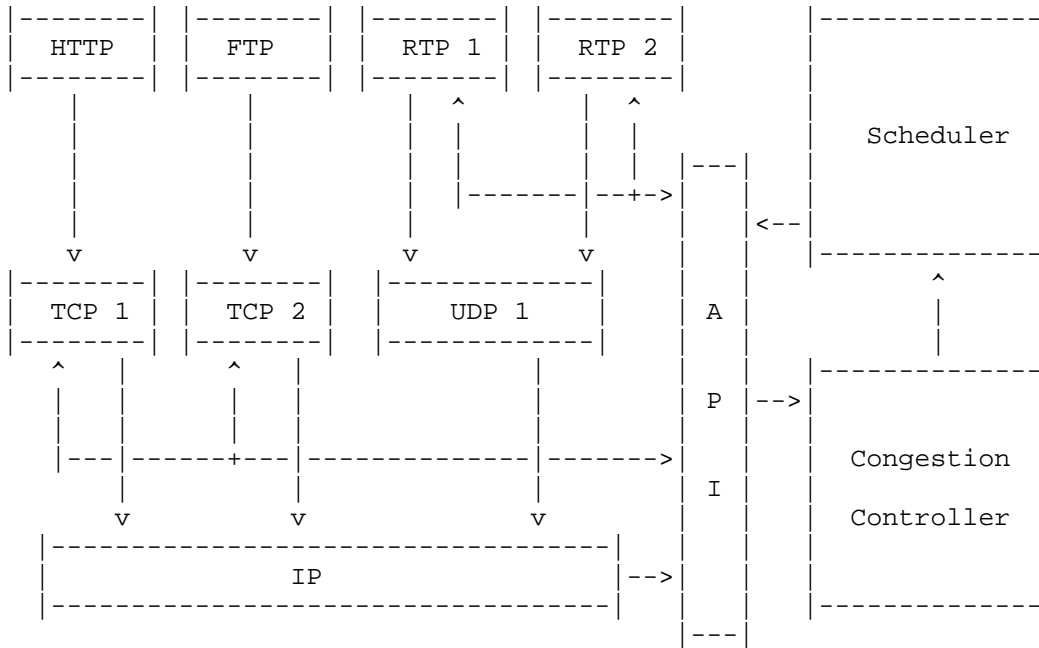 HTTP FTP RTP 1 RTP 2
Scheduler
TCP 1 TCP 2 UDP 1 A
P
Congestion
I
Controller
IP